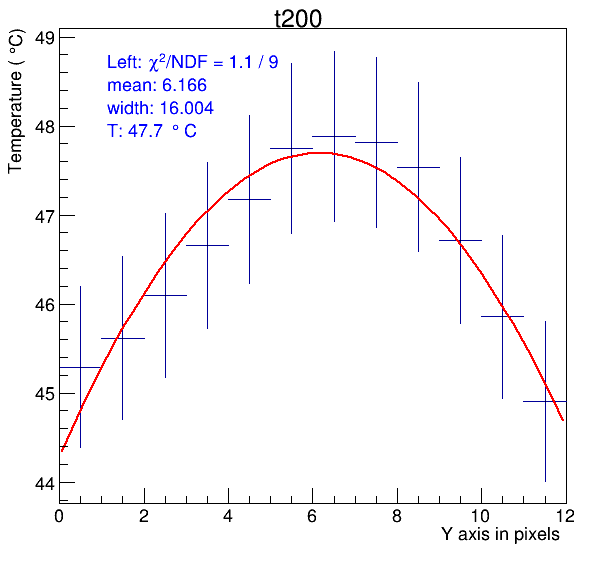 t200
Temperature ( °C)
Left: χ²/NDF = 1.1 / 9
mean: 6.166
width: 16.004
T: 47.7 ° C
49
48
47
46
45
44
0 2 4 6 8 10 12
Y axis in pixels